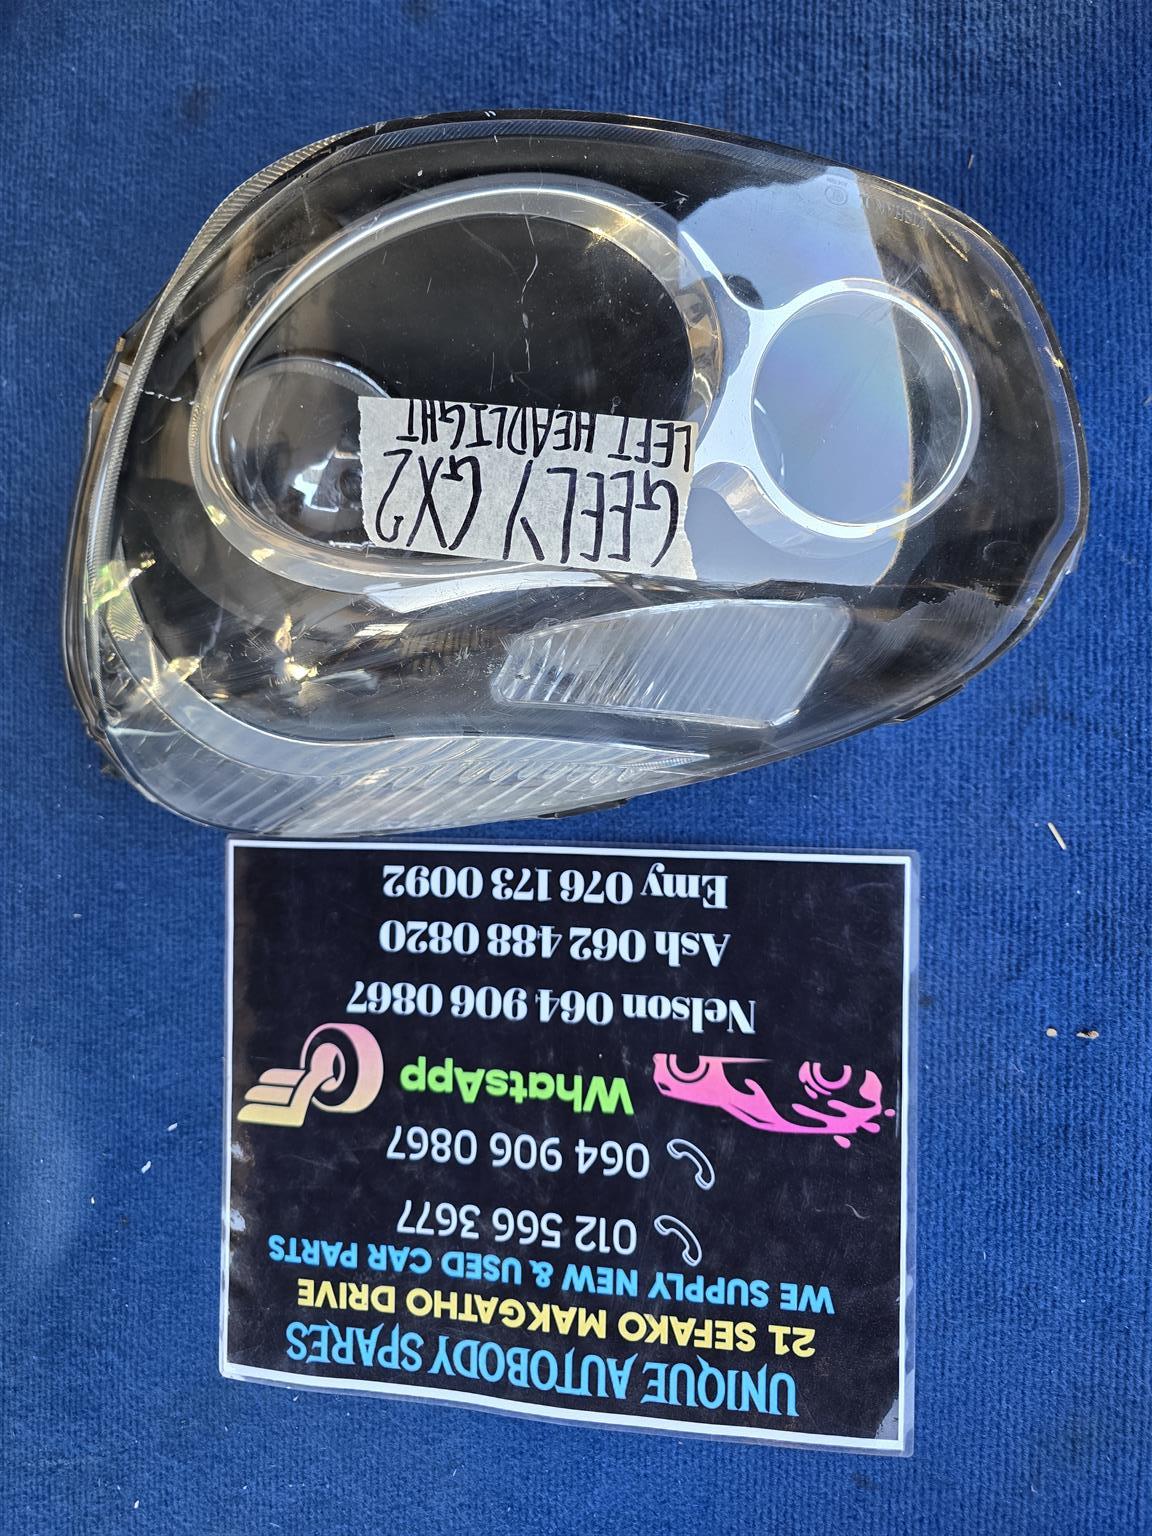 GEELY GX2
LEFT HEADLIGHT
UNIQUE AUTOBODY SPARES
21 SEFAKO MAKGATHO DRIVE
WE SUPPLY NEW & USED CAR PARTS
012 566 3677
064 906 0867
WhatsApp
Nelson 064 906 0867
Ash 062 488 0820
Emy 076 173 0092